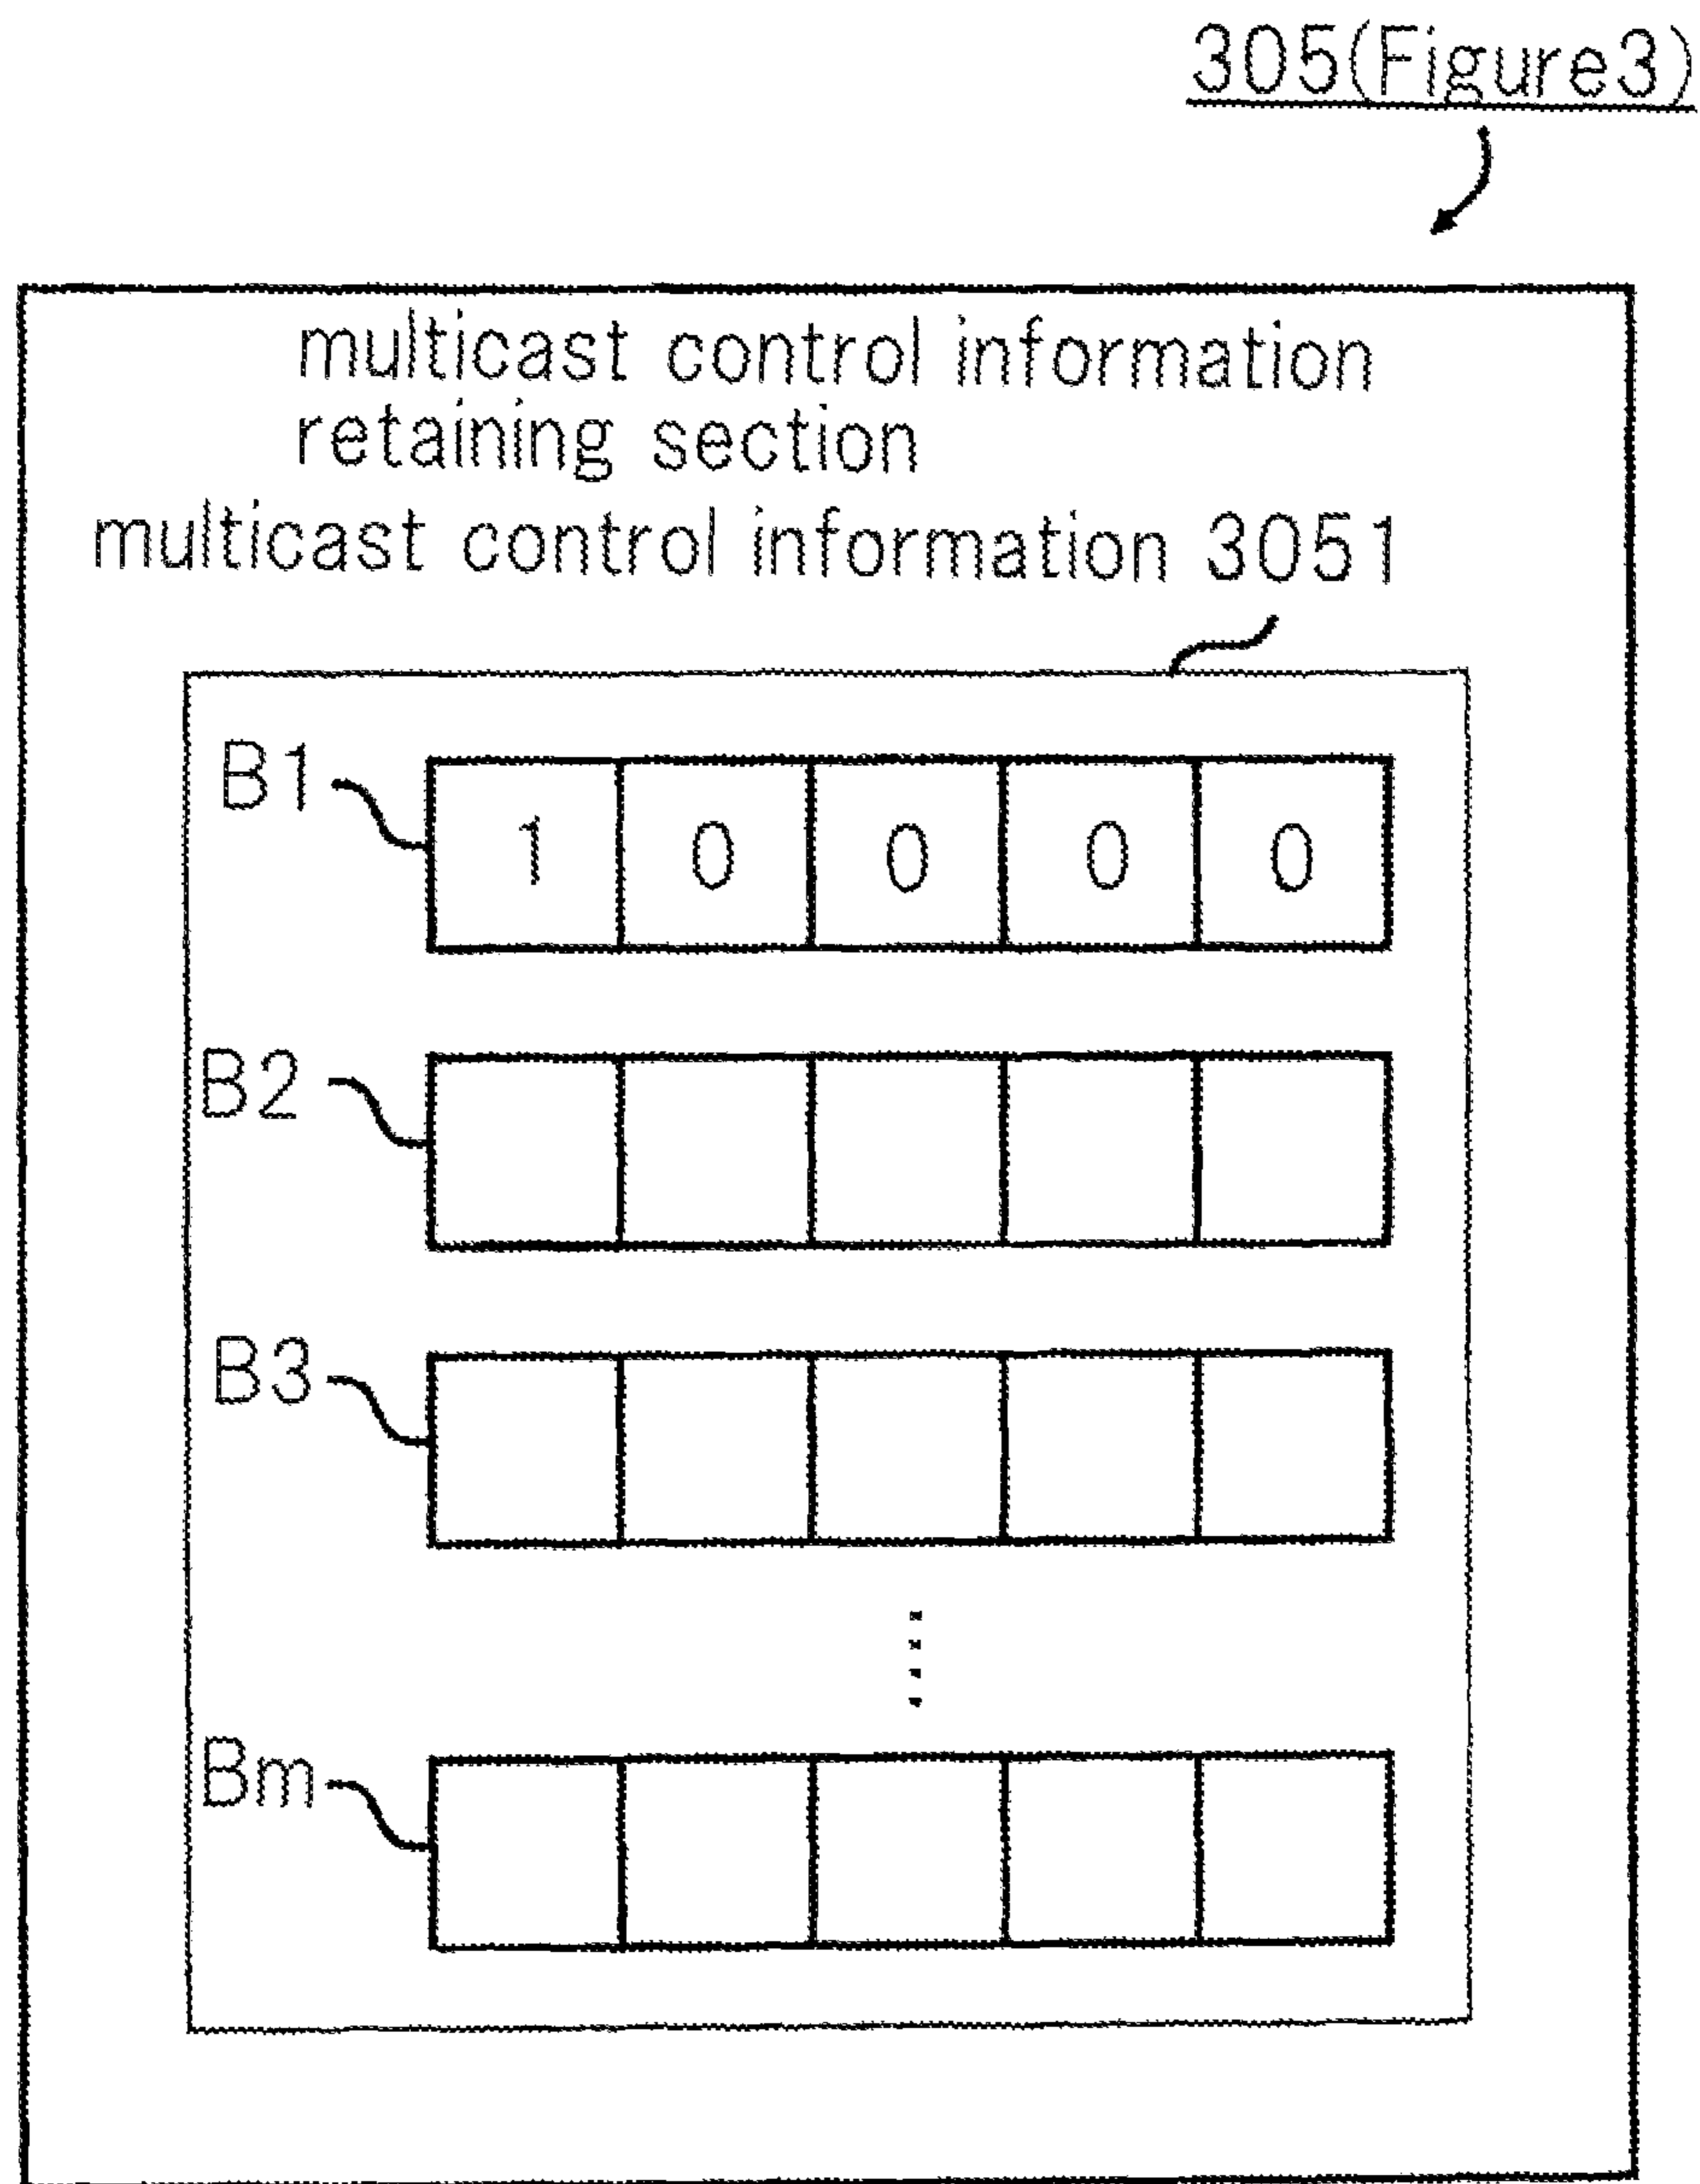 305(Figure3)
multicast control information
retaining section
multicast control information 3051
B1
1 0 0 0 0
B2
B3
Bm